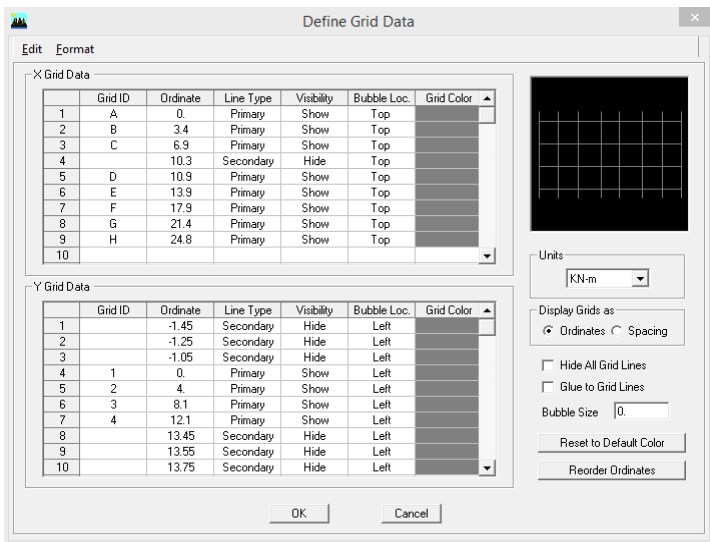 Define Grid Data
Edit Format
X Grid Data
Grid ID Ordinate Line Type Visibility Bubble Loc. Grid Color
1 A 0. Primary Show Top
2 B 3.4 Primary Show Top
3 C 6.9 Primary Show Top
4 10.3 Secondary Hide Top
5 D 10.9 Primary Show Top
6 E 13.9 Primary Show Top
7 F 17.9 Primary Show Top
8 G 21.4 Primary Show Top
9 H 24.8 Primary Show Top
10
Units
KN-m
Y Grid Data
Grid ID Ordinate Line Type Visibility Bubble Loc. Grid Color
1 -1.45 Secondary Hide Left
2 -1.25 Secondary Hide Left
3 -1.05 Secondary Hide Left
4 1 0. Primary Show Left
5 2 4. Primary Show Left
6 3 8.1 Primary Show Left
7 4 12.1 Primary Show Left
8 13.45 Secondary Hide Left
9 13.55 Secondary Hide Left
10 13.75 Secondary Hide Left
Display Grids as
Ordinates Spacing
Hide All Grid Lines
Glue to Grid Lines
Bubble Size 0.
Reset to Default Color
Reorder Ordinates
OK Cancel